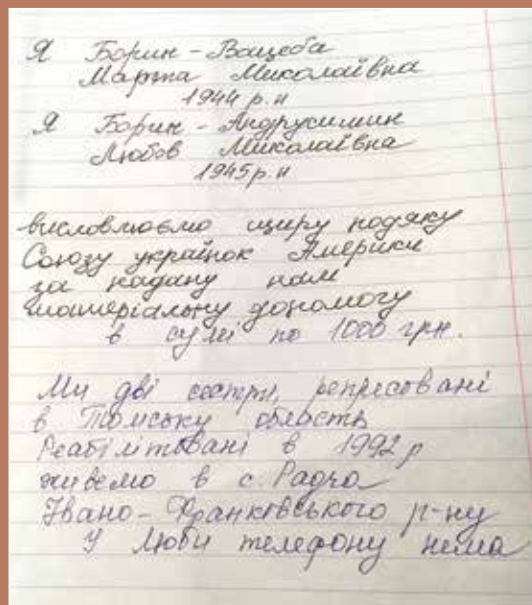 Я Борин - Вацеба
Марта Миколаївна
1944 р.н
Я Борин - Андрусишин
Любов Миколаївна
1945р.н
висловлюємо щиру подяку
Союзу українок Америки
за надану нам
матеріальну допомогу
в сумі по 1000 грн.
Ми дві сестри, репресовані
в Томську область
Реабілітовані в 1992 р
живемо в с. Радча
Івано-Франківського р-ну
У Люби телефону нема